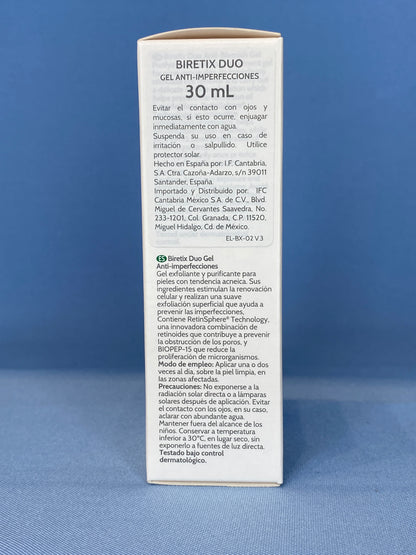 BIRETIX DUO
GEL ANTI-IMPERFECCIONES
30 mL
Evitar el contacto con ojos y
mucosas, si esto ocurre, enjuagar
inmediatamente con agua.
Suspenda su uso en caso de
irritación o salpullido. Utilice
protector solar.
Hecho en España por: I.F. Cantabria,
S.A. Ctra. Cazoña-Adarzo, s/n 39011
Santander, España.
Importado y Distribuido por: IFC
Cantabria México S.A. de C.V., Blvd.
Miguel de Cervantes Saavedra, No.
233-1201, Col. Granada, C.P. 11520,
Miguel Hidalgo, Cd. de México.
EL-BX-02 V.3
ES Biretix Duo Gel
Anti-imperfecciones
Gel exfoliante y purificante para
pieles con tendencia acneica. Sus
ingredientes estimulan la renovación
celular y realizan una suave
exfoliación superficial que ayuda a
prevenir las imperfecciones,
Contiene RetinSphere® Technology,
una innovadora combinación de
retinoides que contribuye a prevenir
la obstrucción de los poros, y
BIOPEP-15 que reduce la
proliferación de microrganismos.
Modo de empleo: Aplicar una o dos
veces al día, sobre la piel limpia, en
las zonas afectadas.
Precauciones: No exponerse a la
radiación solar directa o a lámparas
solares después de aplicación. Evitar
el contacto con los ojos, en su caso,
aclarar con abundante agua.
Mantener fuera del alcance de los
niños. Conservar a temperatura
inferior a 30ºC, en lugar seco, sin
exponerlo a fuentes de luz directa.
Testado bajo control
dermatológico.